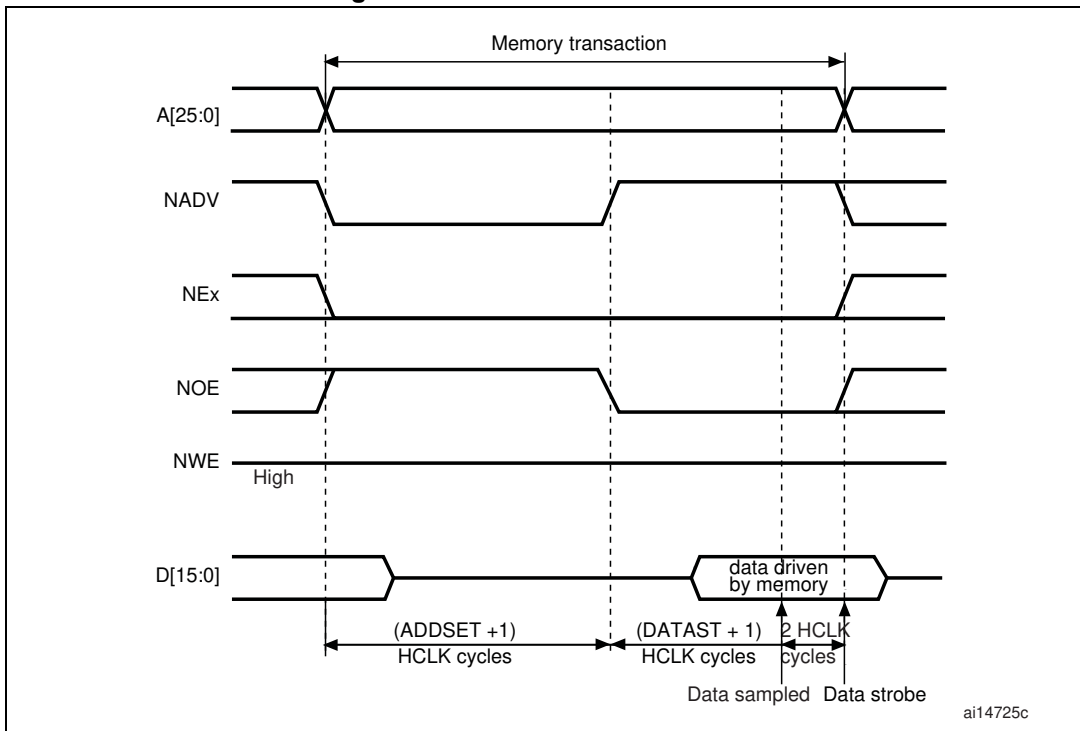 Memory transaction
A[25:0]
NADV
NEx
NOE
NWE
High
D[15:0]
data driven
by memory
(ADDSET +1)
HCLK cycles
(DATAST + 1)
HCLK cycles
2 HCLK
cycles
Data sampled
Data strobe
ai14725c